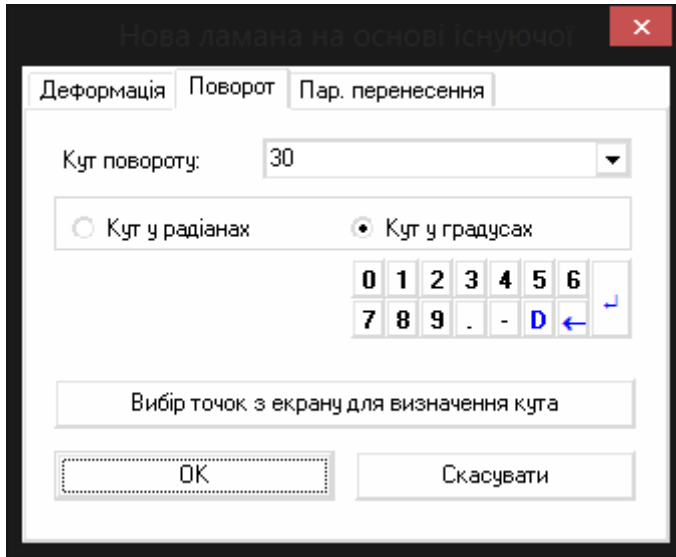 Нова ламана на основі існуючої
Деформація Поворот Пар. перенесення
Кут повороту: 30
Кут у радіанах Кут у градусах
0 1 2 3 4 5 6
7 8 9 . - D ←
Вибір точок з екрану для визначення кута
OK Скасувати